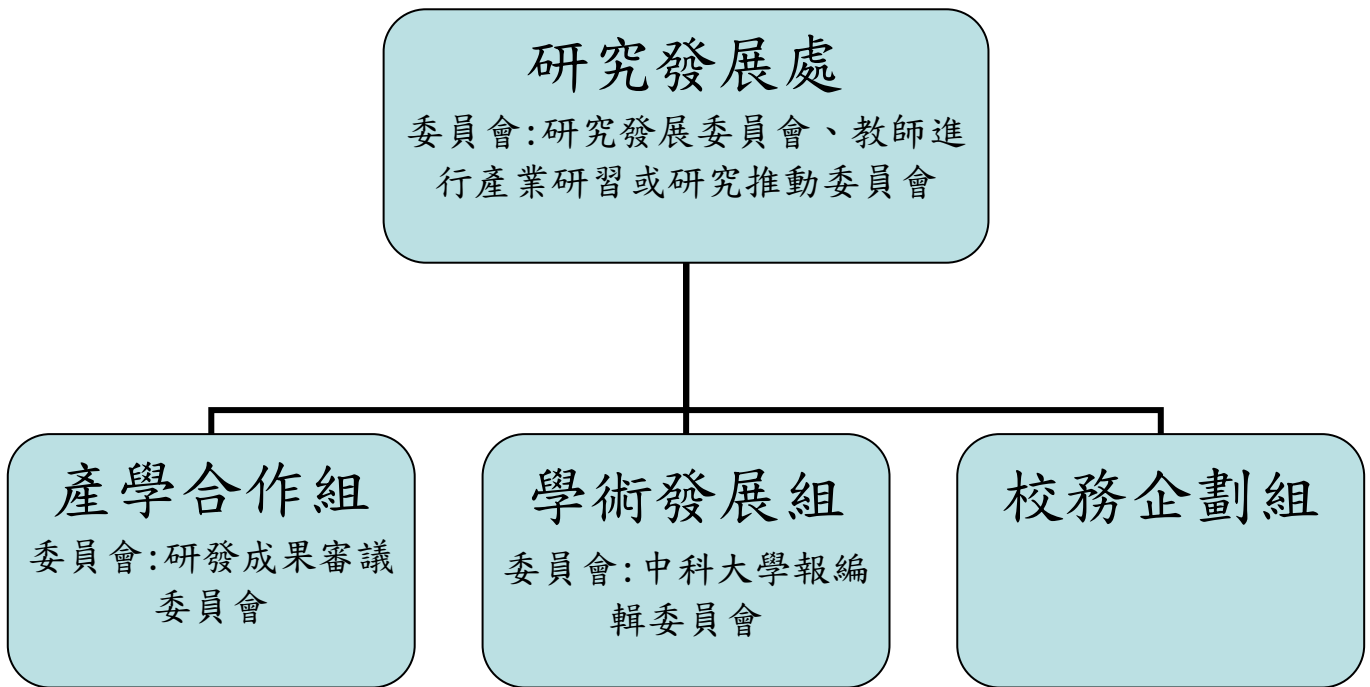 研究發展處
委員會:研究發展委員會、教師進
行產業研習或研究推動委員會
產學合作組
委員會:研發成果審議
委員會
學術發展組
委員會:中科大學報編
輯委員會
校務企劃組